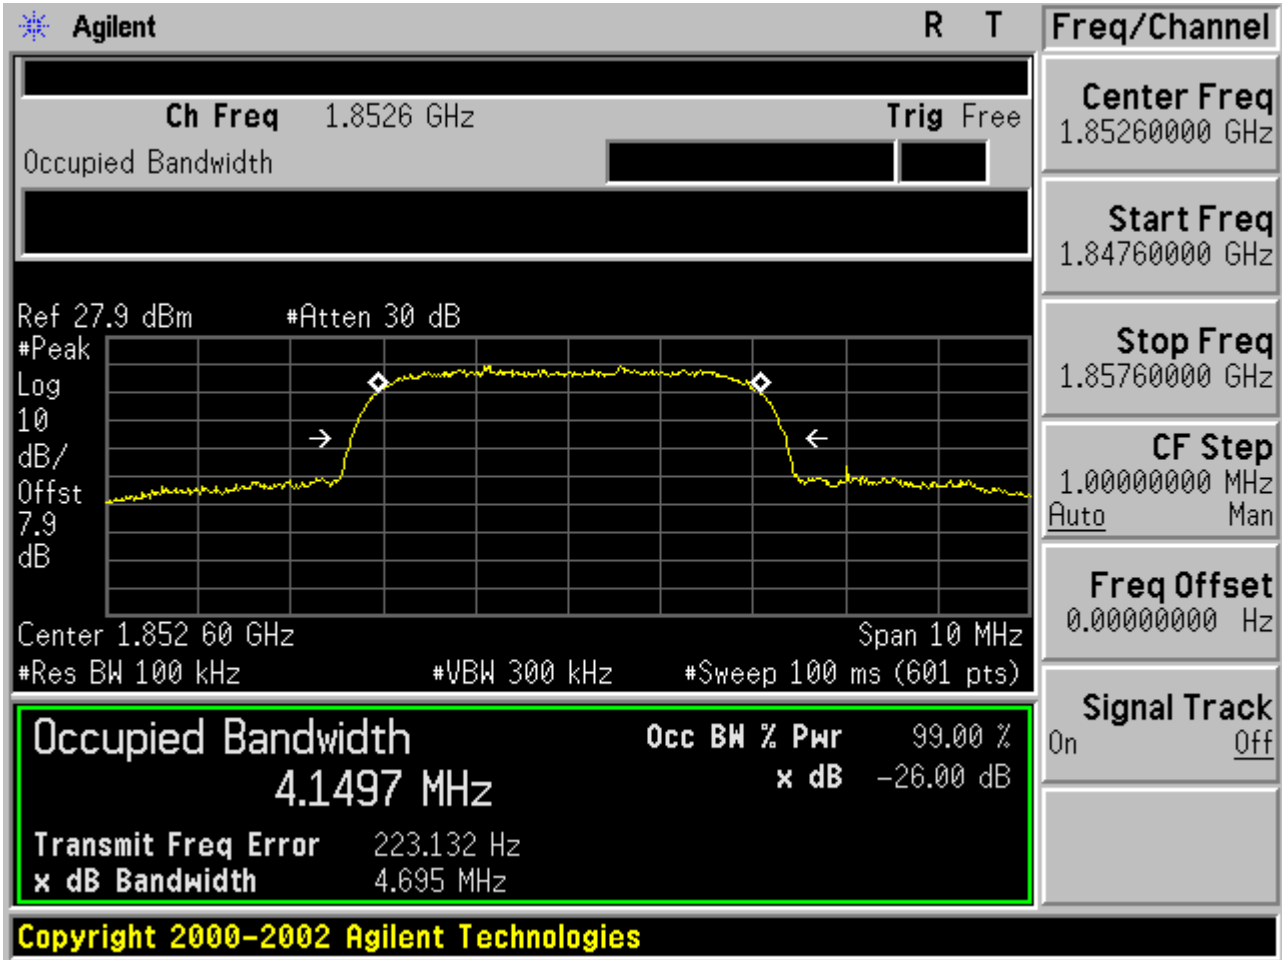 Agilent R T Freq/Channel
Ch Freq 1.8526 GHz Trig Free
Occupied Bandwidth
Center Freq
1.85260000 GHz
Start Freq
1.84760000 GHz
Stop Freq
1.85760000 GHz
CF Step
1.00000000 MHz
Auto Man
Freq Offset
0.00000000 Hz
Signal Track
On Off
Ref 27.9 dBm #Atten 30 dB
#Peak
Log
10
dB/
Offst
7.9
dB
Center 1.852 60 GHz Span 10 MHz
#Res BW 100 kHz #VBW 300 kHz #Sweep 100 ms (601 pts)
Occupied Bandwidth Occ BW % Pwr 99.00 %
4.1497 MHz x dB -26.00 dB
Transmit Freq Error 223.132 Hz
x dB Bandwidth 4.695 MHz
Copyright 2000-2002 Agilent Technologies